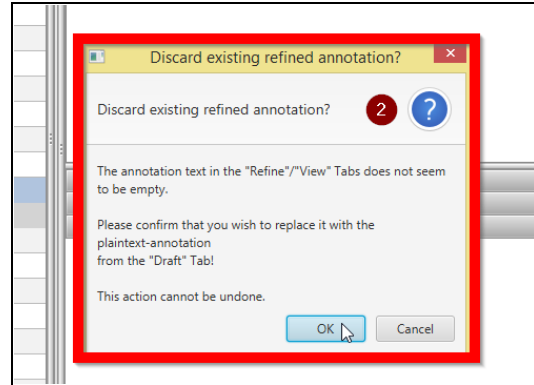 Discard existing refined annotation?
Discard existing refined annotation?
2
?
The annotation text in the "Refine"/"View" Tabs does not seem
to be empty.
Please confirm that you wish to replace it with the
plaintext-annotation
from the "Draft" Tab!
This action cannot be undone.
OK
Cancel